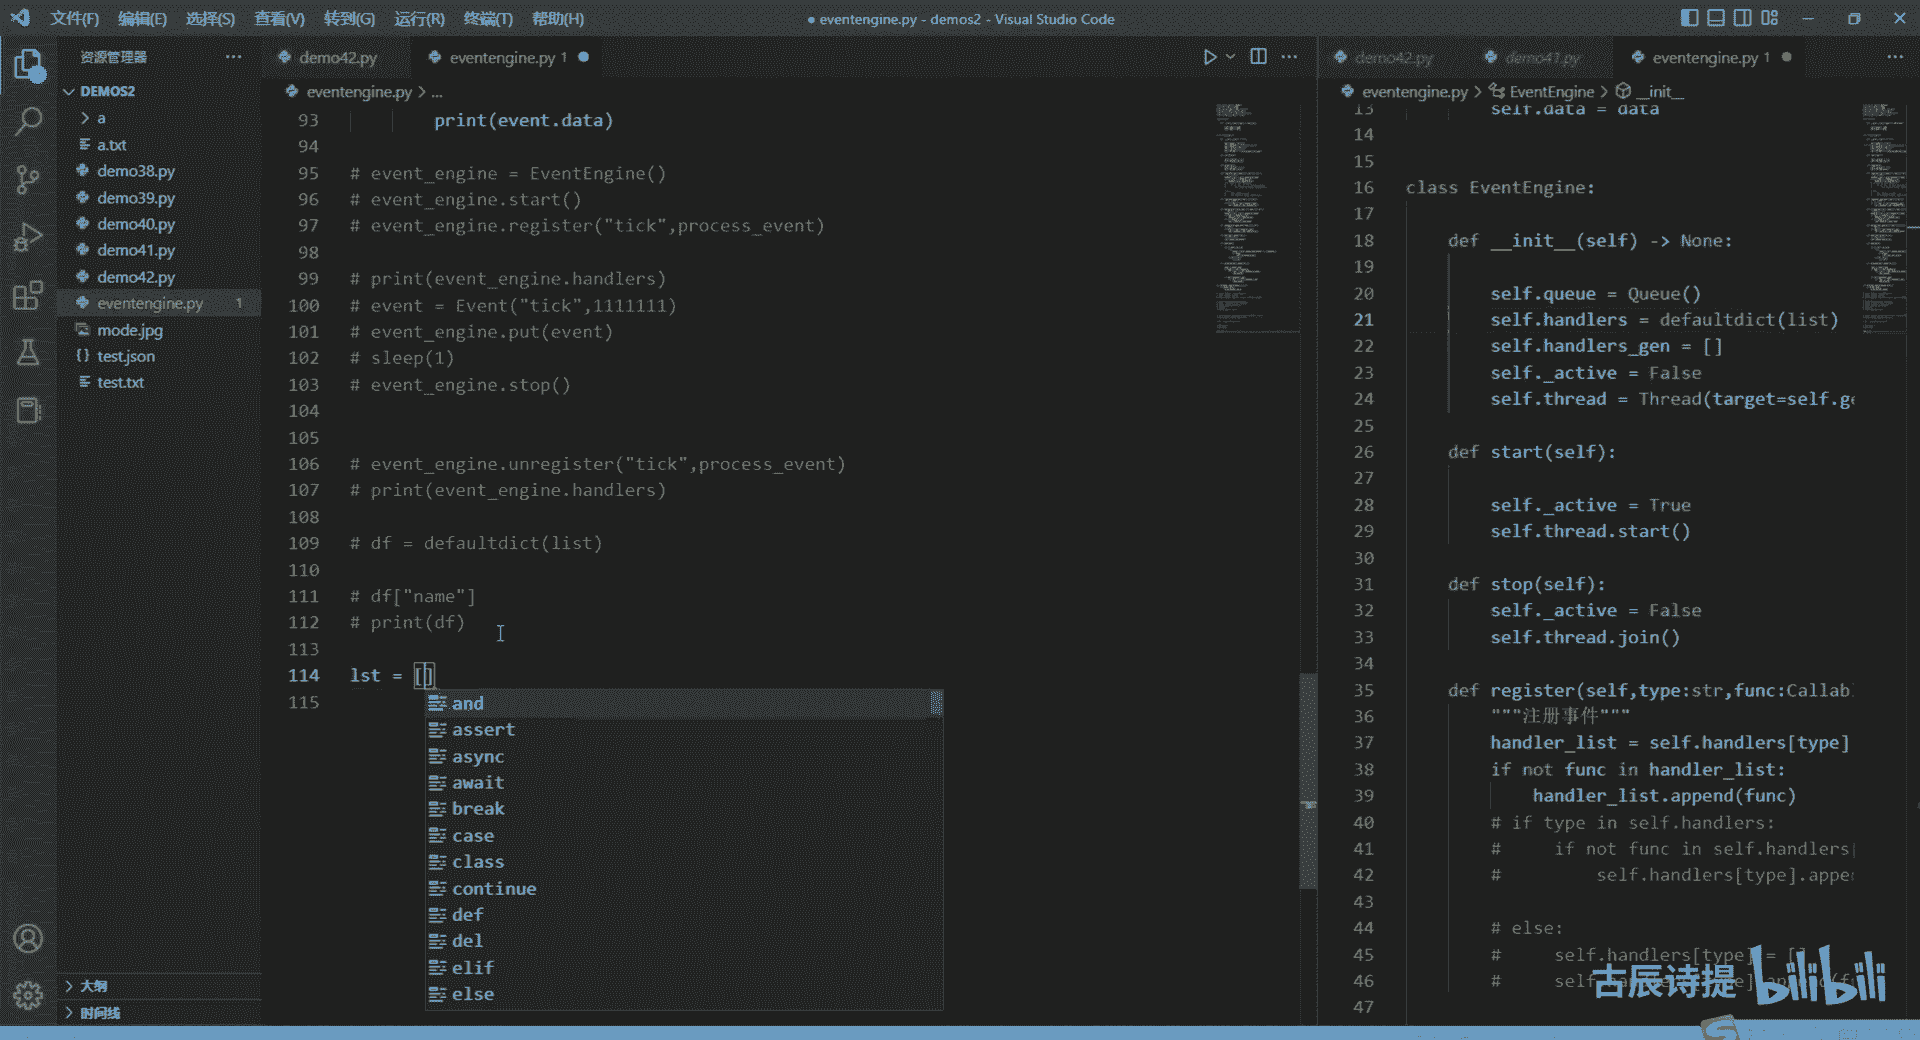 文件(F) 编辑(E) 选择(S) 查看(V) 转到(G) 运行(R) 终端(T) 帮助(H)
● eventengine.py - demos2 - Visual Studio Code
资源管理器
DEMOS2
a
a.txt
demo38.py
demo39.py
demo40.py
demo41.py
demo42.py
eventengine.py 1
mode.jpg
test.json
test.txt
大纲
时间线
demo42.py
eventengine.py 1
eventengine.py > ...
93 print(event.data)
94
95 # event_engine = EventEngine()
96 # event_engine.start()
97 # event_engine.register("tick",process_event)
98
99 # print(event_engine.handlers)
100 # event = Event("tick",1111111)
101 # event_engine.put(event)
102 # sleep(1)
103 # event_engine.stop()
104
105
106 # event_engine.unregister("tick",process_event)
107 # print(event_engine.handlers)
108
109 # df = defaultdict(list)
110
111 # df["name"]
112 # print(df)
113
114 lst = []
115
and
assert
async
await
break
case
class
continue
def
del
elif
else
demo42.py
demo41.py
eventengine.py 1
eventengine.py > EventEngine > __init__
13 self.data = data
14
15
16 class EventEngine:
17
18 def __init__(self) -> None:
19
20 self.queue = Queue()
21 self.handlers = defaultdict(list)
22 self.handlers_gen = []
23 self._active = False
24 self.thread = Thread(target=self.ge
25
26 def start(self):
27
28 self._active = True
29 self.thread.start()
30
31 def stop(self):
32 self._active = False
33 self.thread.join()
34
35 def register(self,type:str,func:Callab
36 """注册事件"""
37 handler_list = self.handlers[type]
38 if not func in handler_list:
39 handler_list.append(func)
40 # if type in self.handlers:
41 # if not func in self.handlers[
42 # self.handlers[type].appe
43
44 # else:
45 # self.handlers[type] = []
46 # self
47
古辰诗提 bilibili